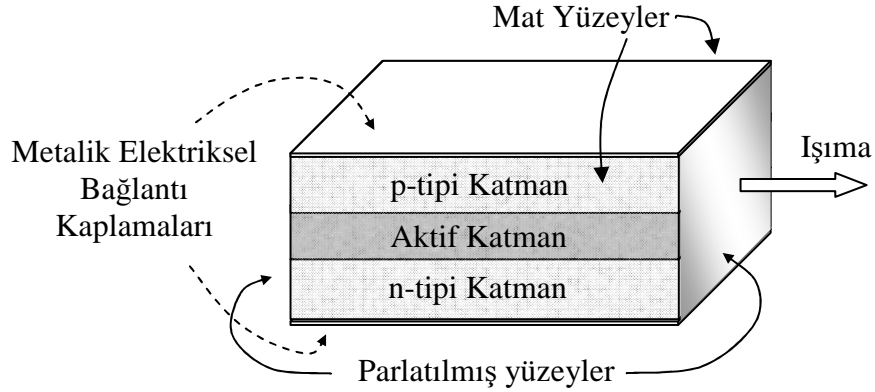 Mat Yüzeyler
Işıma
Metalik Elektriksel
Bağlantı
Kaplamaları
p-tipi Katman
Aktif Katman
n-tipi Katman
Parlatılmış yüzeyler